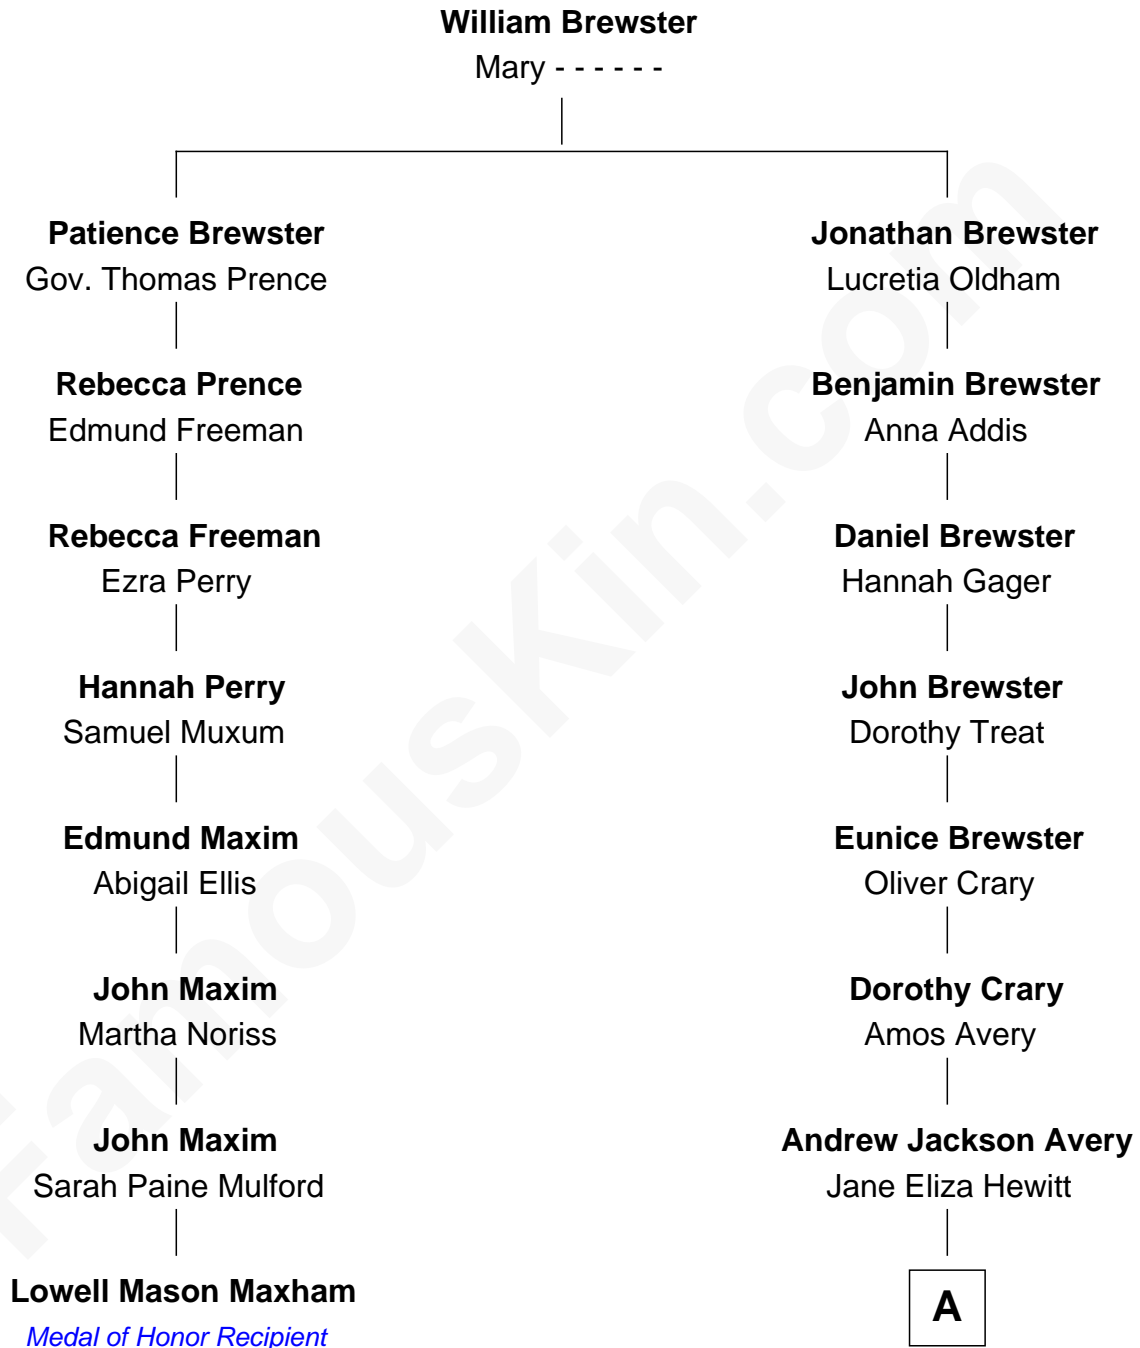 William Brewster
Mary - - - - - -
Patience Brewster
Gov. Thomas Prence
Jonathan Brewster
Lucretia Oldham
Rebecca Prence
Edmund Freeman
Benjamin Brewster
Anna Addis
Rebecca Freeman
Ezra Perry
Daniel Brewster
Hannah Gager
Hannah Perry
Samuel Muxum
John Brewster
Dorothy Treat
Edmund Maxim
Abigail Ellis
Eunice Brewster
Oliver Crary
John Maxim
Martha Noriss
Dorothy Crary
Amos Avery
John Maxim
Sarah Paine Mulford
Andrew Jackson Avery
Jane Eliza Hewitt
Lowell Mason Maxham
Medal of Honor Recipient
A
FamousKin.com